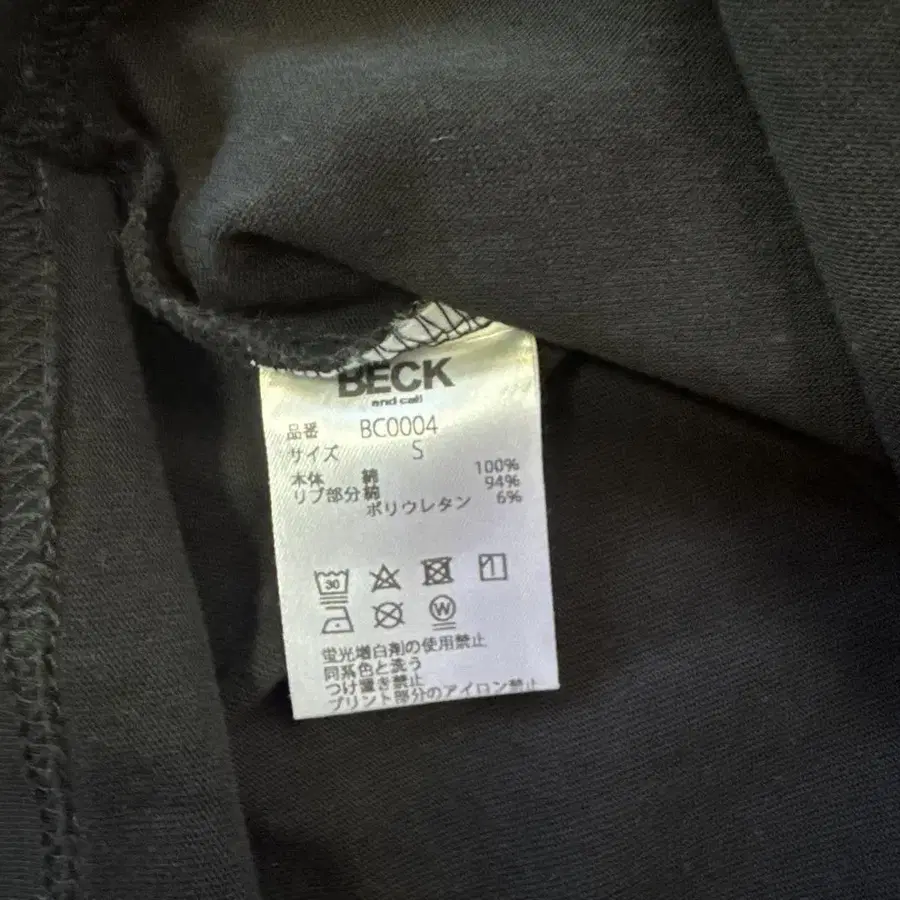 BECK
and call
品番 BC0004
サイズ S
本体 綿 100%
リブ部分 綿 94%
ポリウレタン 6%
30
W
蛍光増白剤の使用禁止
同系色と洗う
つけ置き禁止
プリント部分のアイロン禁止